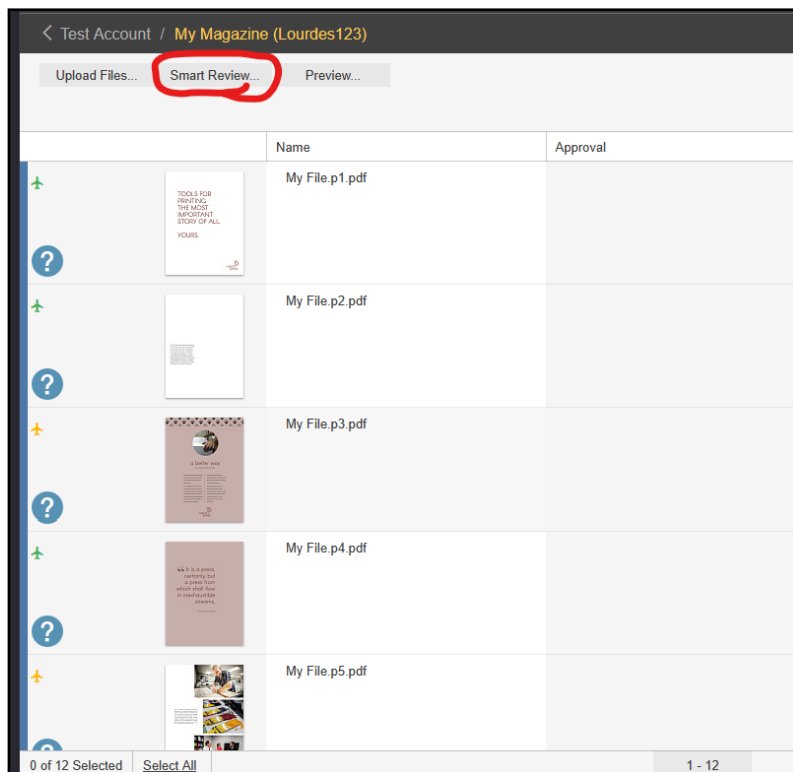 Test Account / My Magazine (Lourdes123)
Upload Files... Smart Review... Preview...
Name Approval
My File.p1.pdf
TOOLS FOR
PRINTING
THE MOST
IMPORTANT
STORY OF ALL.
YOURS.
?
My File.p2.pdf
?
My File.p3.pdf
a better way
?
My File.p4.pdf
“ It is a press,
certainly, but
a press from
which shall flow
in inexhaustible
streams.
?
My File.p5.pdf
0 of 12 Selected Select All 1 - 12